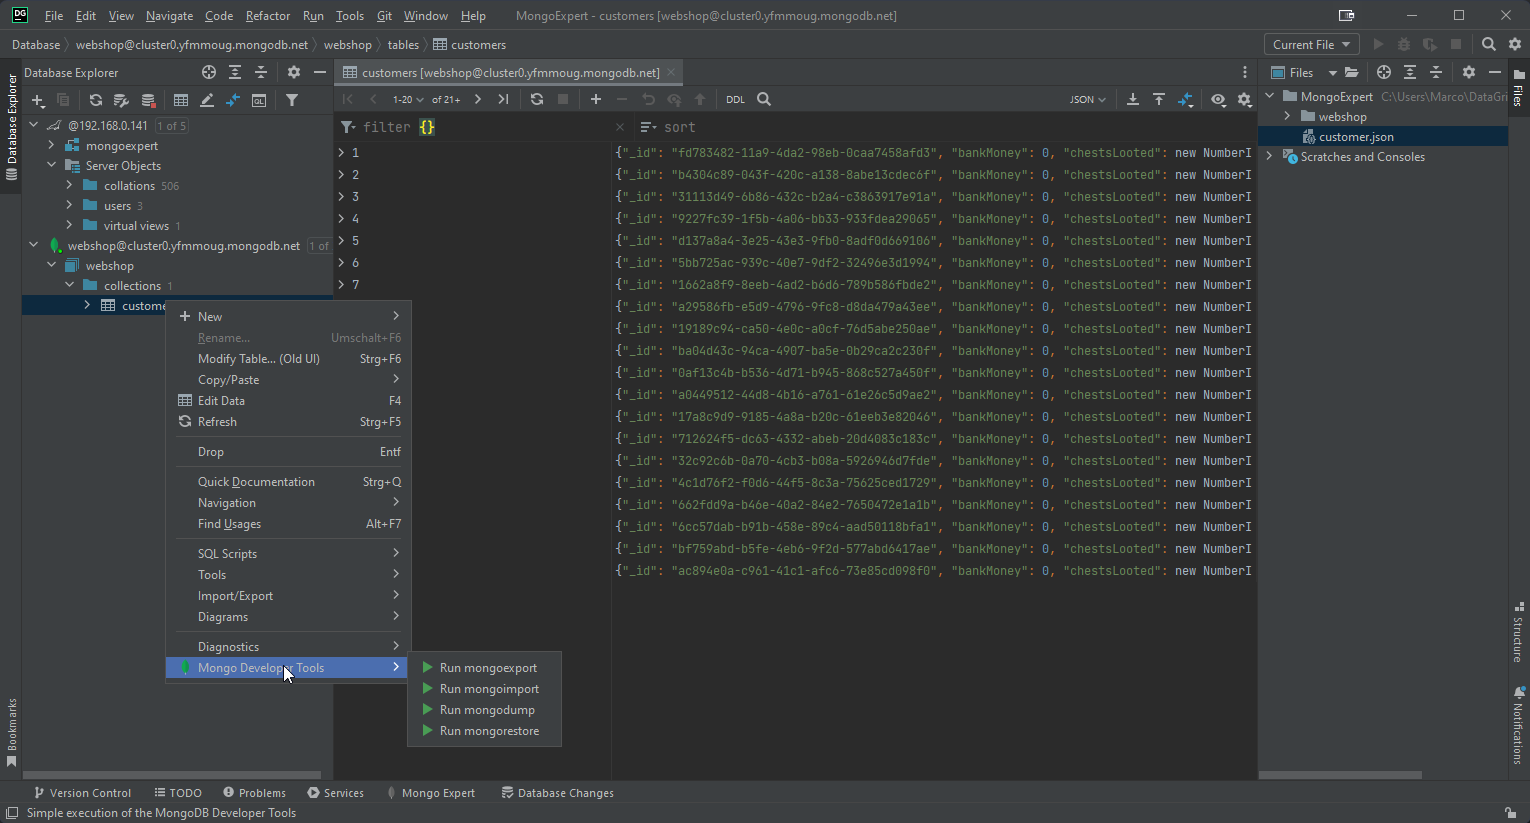 DG File Edit View Navigate Code Refactor Run Tools Git Window Help MongoExpert - customers [webshop@cluster0.yfmmoug.mongodb.net]
Database webshop@cluster0.yfmmoug.mongodb.net webshop tables customers Current File
Database Explorer
customers [webshop@cluster0.yfmmoug.mongodb.net]
Files
QL
1-20 of 21+ DDL JSON
filter {} sort
Database Explorer
@192.168.0.141 1 of 5
mongoexpert
Server Objects
collations 506
users 3
virtual views 1
webshop@cluster0.yfmmoug.mongodb.net 1 of
webshop
collections 1
custome
1 {"_id": "fd783482-11a9-4da2-98eb-0caa7458afd3", "bankMoney": 0, "chestsLooted": new NumberI
2 {"_id": "b4304c89-043f-420c-a138-8abe13cdec6f", "bankMoney": 0, "chestsLooted": new NumberI
3 {"_id": "31113d49-6b86-432c-b2a4-c3863917e91a", "bankMoney": 0, "chestsLooted": new NumberI
4 {"_id": "9227fc39-1f5b-4a06-bb33-933fdea29065", "bankMoney": 0, "chestsLooted": new NumberI
5 {"_id": "d137a8a4-3e25-43e3-9fb0-8adf0d669106", "bankMoney": 0, "chestsLooted": new NumberI
6 {"_id": "5bb725ac-939c-40e7-9df2-32496e3d1994", "bankMoney": 0, "chestsLooted": new NumberI
7 {"_id": "1662a8f9-8eeb-4ad2-b6d6-789b586fbde2", "bankMoney": 0, "chestsLooted": new NumberI
{"_id": "a29586fb-e5d9-4796-9fc8-d8da479a43ee", "bankMoney": 0, "chestsLooted": new NumberI
{"_id": "19189c94-ca50-4e0c-a0cf-76d5abe250ae", "bankMoney": 0, "chestsLooted": new NumberI
{"_id": "ba04d43c-94ca-4907-ba5e-0b29ca2c230f", "bankMoney": 0, "chestsLooted": new NumberI
{"_id": "0af13c4b-b536-4d71-b945-868c527a450f", "bankMoney": 0, "chestsLooted": new NumberI
{"_id": "a0449512-44d8-4b16-a761-61e26c5d9ae2", "bankMoney": 0, "chestsLooted": new NumberI
{"_id": "17a8c9d9-9185-4a8a-b20c-61eeb3e82046", "bankMoney": 0, "chestsLooted": new NumberI
{"_id": "712624f5-dc63-4332-abeb-20d4083c183c", "bankMoney": 0, "chestsLooted": new NumberI
{"_id": "32c92c6b-0a70-4cb3-b08a-5926946d7fde", "bankMoney": 0, "chestsLooted": new NumberI
{"_id": "4c1d76f2-f0d6-44f5-8c3a-75625ced1729", "bankMoney": 0, "chestsLooted": new NumberI
{"_id": "662fdd9a-b46e-40a2-84e2-7650472e1a1b", "bankMoney": 0, "chestsLooted": new NumberI
{"_id": "6cc57dab-b91b-458e-89c4-aad50118bfa1", "bankMoney": 0, "chestsLooted": new NumberI
{"_id": "bf759abd-b5fe-4eb6-9f2d-577abd6417ae", "bankMoney": 0, "chestsLooted": new NumberI
{"_id": "ac894e0a-c961-41c1-afc6-73e85cd098f0", "bankMoney": 0, "chestsLooted": new NumberI
New
Rename... Umschalt+F6
Modify Table... (Old UI) Strg+F6
Copy/Paste
Edit Data F4
Refresh Strg+F5
Drop Entf
Quick Documentation Strg+Q
Navigation
Find Usages Alt+F7
SQL Scripts
Tools
Import/Export
Diagrams
Diagnostics
Mongo Developer Tools
Run mongoexport
Run mongoimport
Run mongodump
Run mongorestore
MongoExpert C:\Users\Marco\DataGri
webshop
customer.json
Scratches and Consoles
Files
Structure
Notifications
Bookmarks
Version Control TODO Problems Services Mongo Expert Database Changes
Simple execution of the MongoDB Developer Tools